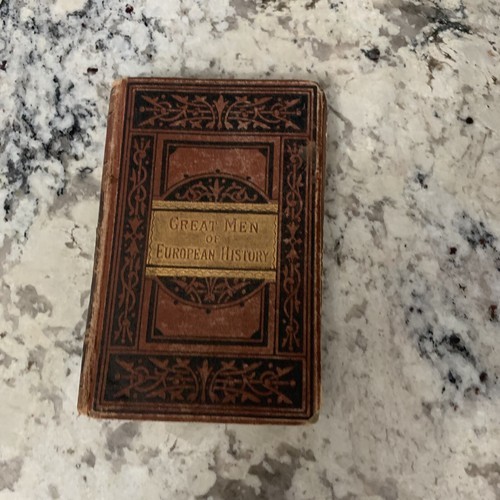 GREAT MEN
OF
EUROPEAN HISTORY